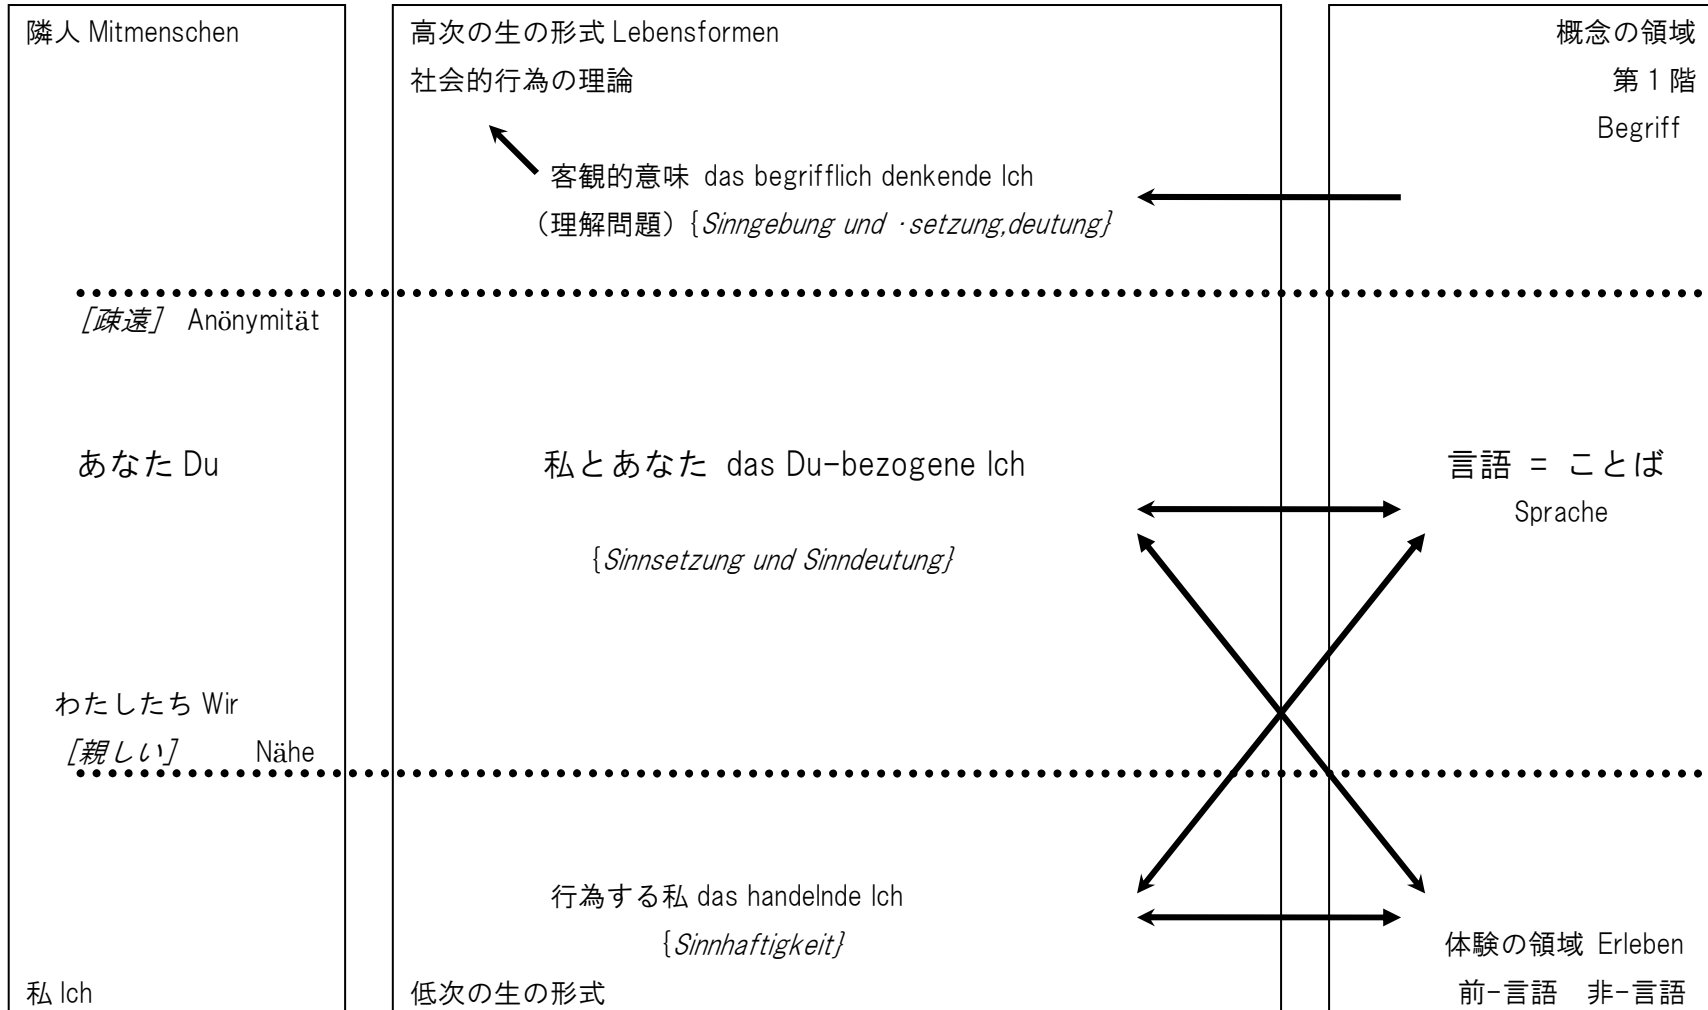 隣人 Mitmenschen
高次の生の形式 Lebensformen
概念の領域
社会的行為の理論
第 1 階
Begriff
客観的意味 das begrifflich denkende Ich
（理解問題）{Sinngebung und ・setzung,deutung}
[疎遠] Anönymität
あなた Du
私とあなた das Du-bezogene Ich
言語 = ことば
Sprache
{Sinnsetzung und Sinndeutung}
わたしたち Wir
[親しい] Nähe
行為する私 das handelnde Ich
{Sinnhaftigkeit}
体験の領域 Erleben
私 Ich
低次の生の形式
前-言語 非-言語